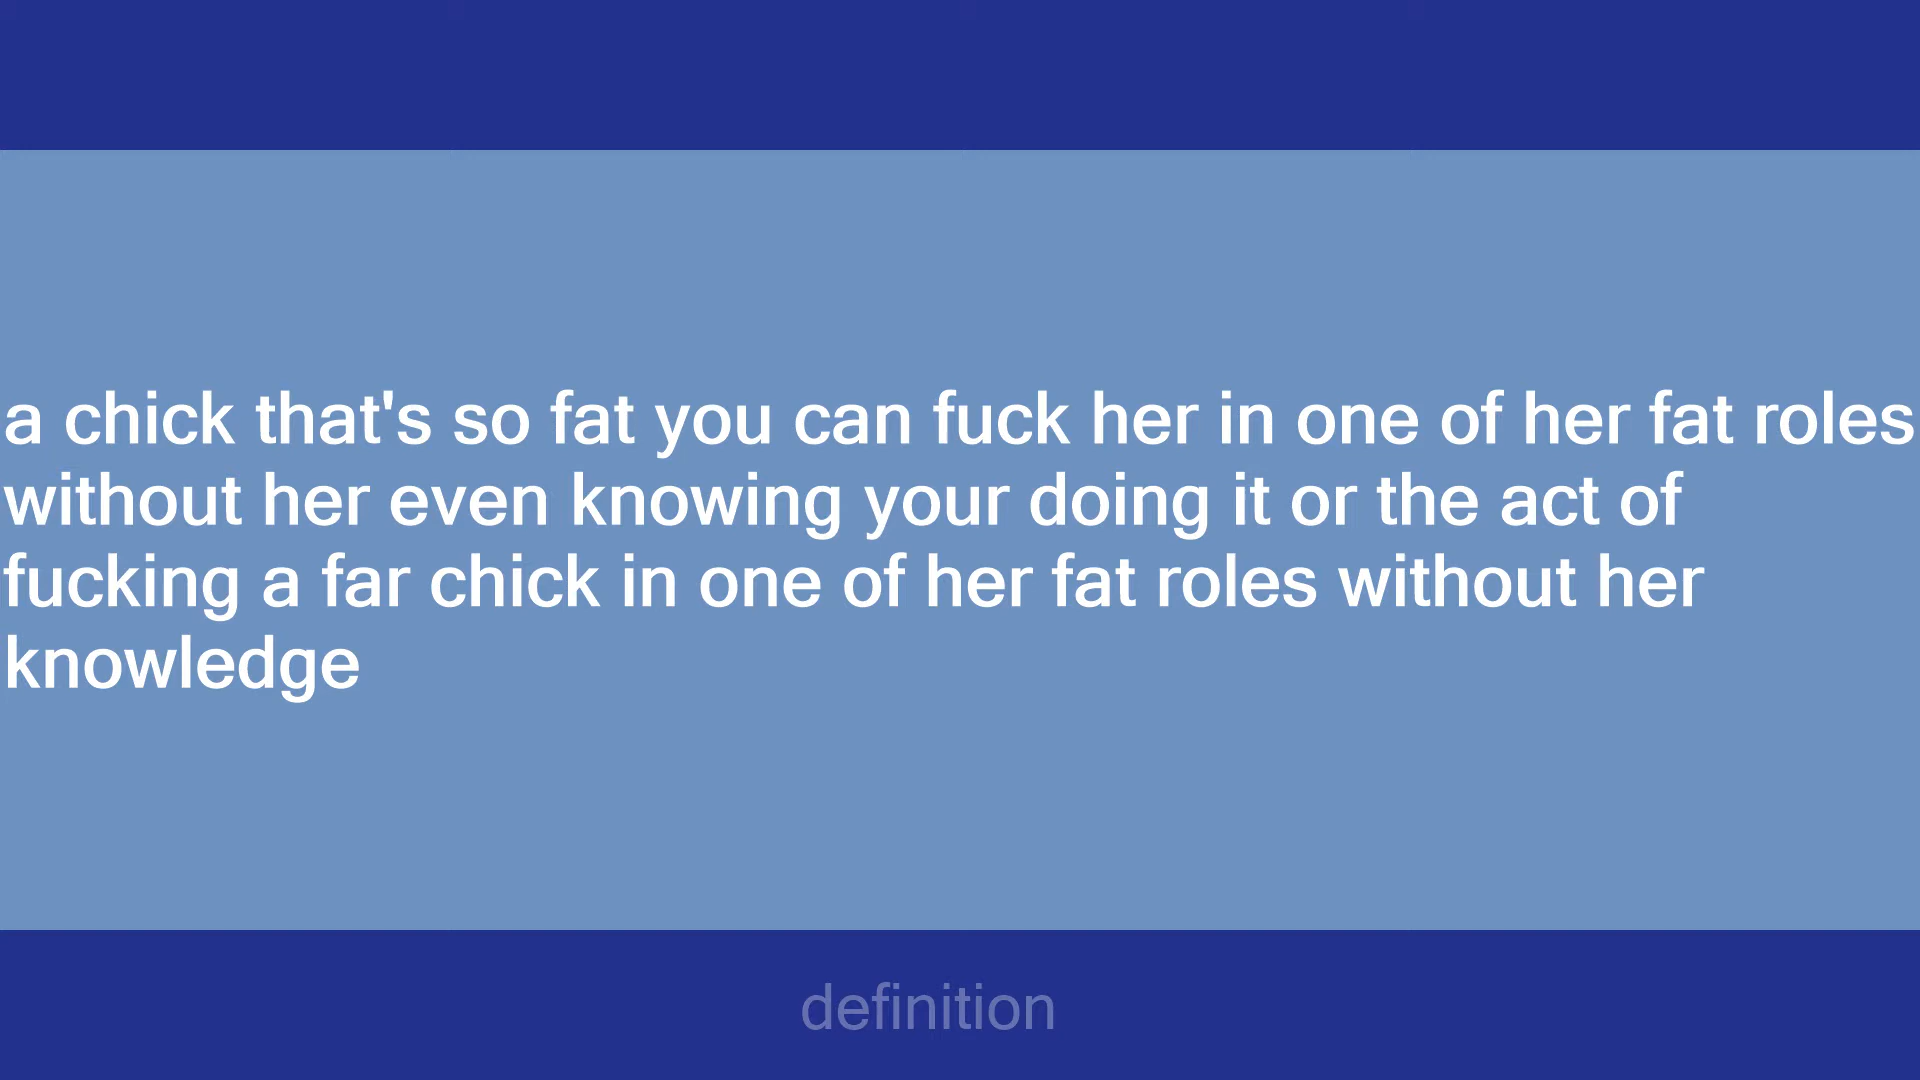 a chick that's so fat you can fuck her in one of her fat roles
without her even knowing your doing it or the act of
fucking a far chick in one of her fat roles without her
knowledge
definition